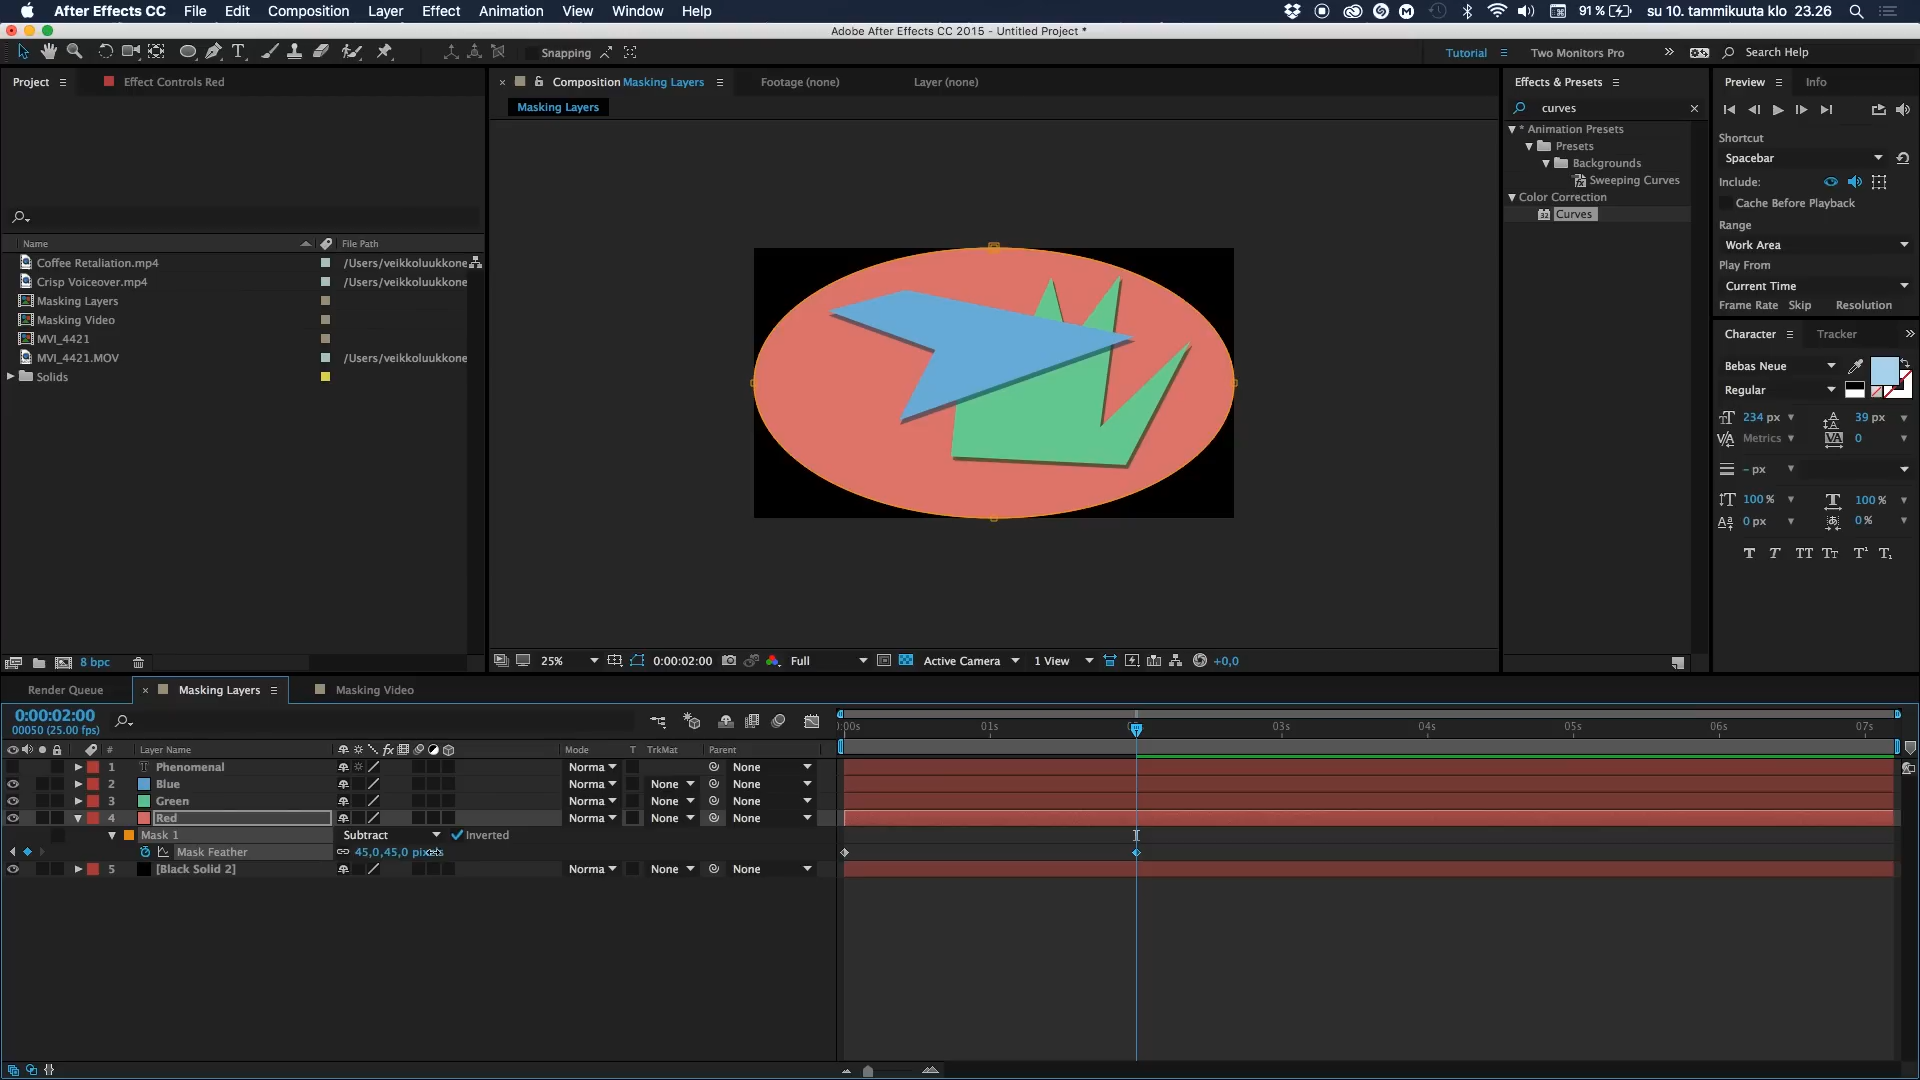 After Effects CC File Edit Composition Layer Effect Animation View Window Help 91% su 10. tammikuuta klo 23.26
Adobe After Effects CC 2015 - Untitled Project *
Snapping Tutorial Two Monitors Pro Search Help
Project Effect Controls Red
Composition Masking Layers Footage (none) Layer (none)
Masking Layers
Name File Path
Coffee Retaliation.mp4 /Users/veikkoluukkone
Crisp Voiceover.mp4 /Users/veikkoluukkone
Masking Layers
Masking Video
MVI_4421
MVI_4421.MOV /Users/veikkoluukkone
Solids
8 bpc
25% 0:00:02:00 Full Active Camera 1 View +0,0
Effects & Presets
curves
* Animation Presets
Presets
Backgrounds
Sweeping Curves
Color Correction
Curves
Preview Info
Shortcut
Spacebar
Include:
Cache Before Playback
Range
Work Area
Play From
Current Time
Frame Rate Skip Resolution
Character Tracker
Bebas Neue
Regular
234 px 39 px
Metrics 0
- px
100 % 100 %
0 px 0 %
T T TT Tt T¹ T₁
Render Queue Masking Layers Masking Video
0:00:02:00
00050 (25.00 fps)
:00s 01s 03s 04s 05s 06s 07s
# Layer Name fx Mode T TrkMat Parent
1 T Phenomenal Norma None
2 Blue Norma None None
3 Green Norma None None
4 Red Norma None None
Mask 1 Subtract Inverted
Mask Feather 45,0,45,0 pixels
5 [Black Solid 2] Norma None None